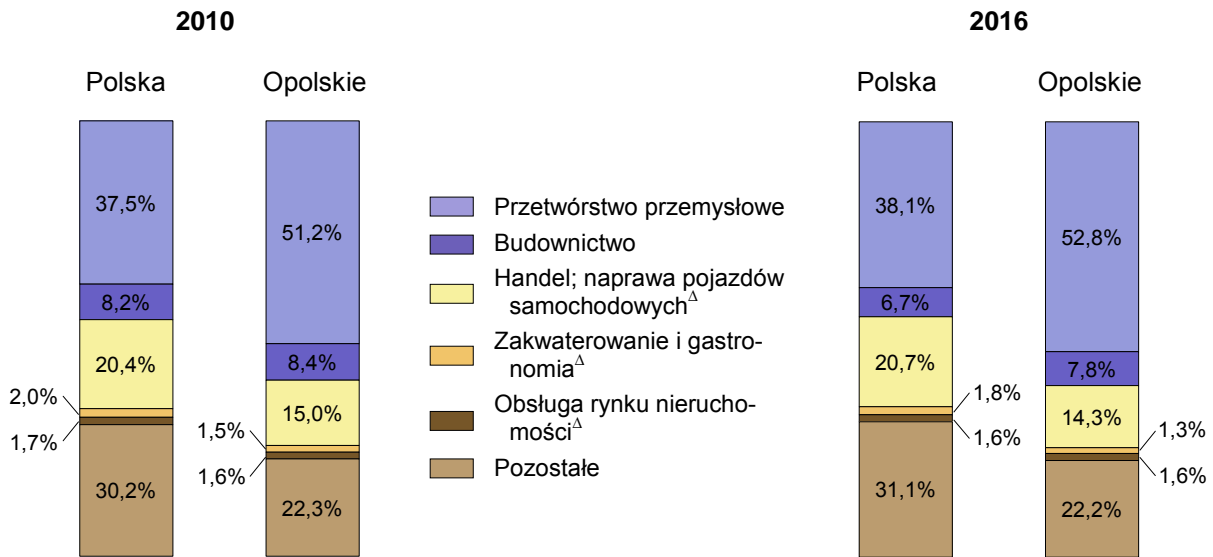 2010
2016
Polska
Opolskie
Polska
Opolskie
37,5%
8,2%
20,4%
2,0%
1,7%
30,2%
51,2%
8,4%
15,0%
1,5%
1,6%
22,3%
Przetwórstwo przemysłowe
Budownictwo
Handel; naprawa pojazdów
samochodowych^Δ
Zakwaterowanie i gastro-
nomia^Δ
Obsługa rynku nierucho-
mości^Δ
Pozostałe
38,1%
6,7%
20,7%
1,8%
1,6%
31,1%
52,8%
7,8%
14,3%
1,3%
1,6%
22,2%